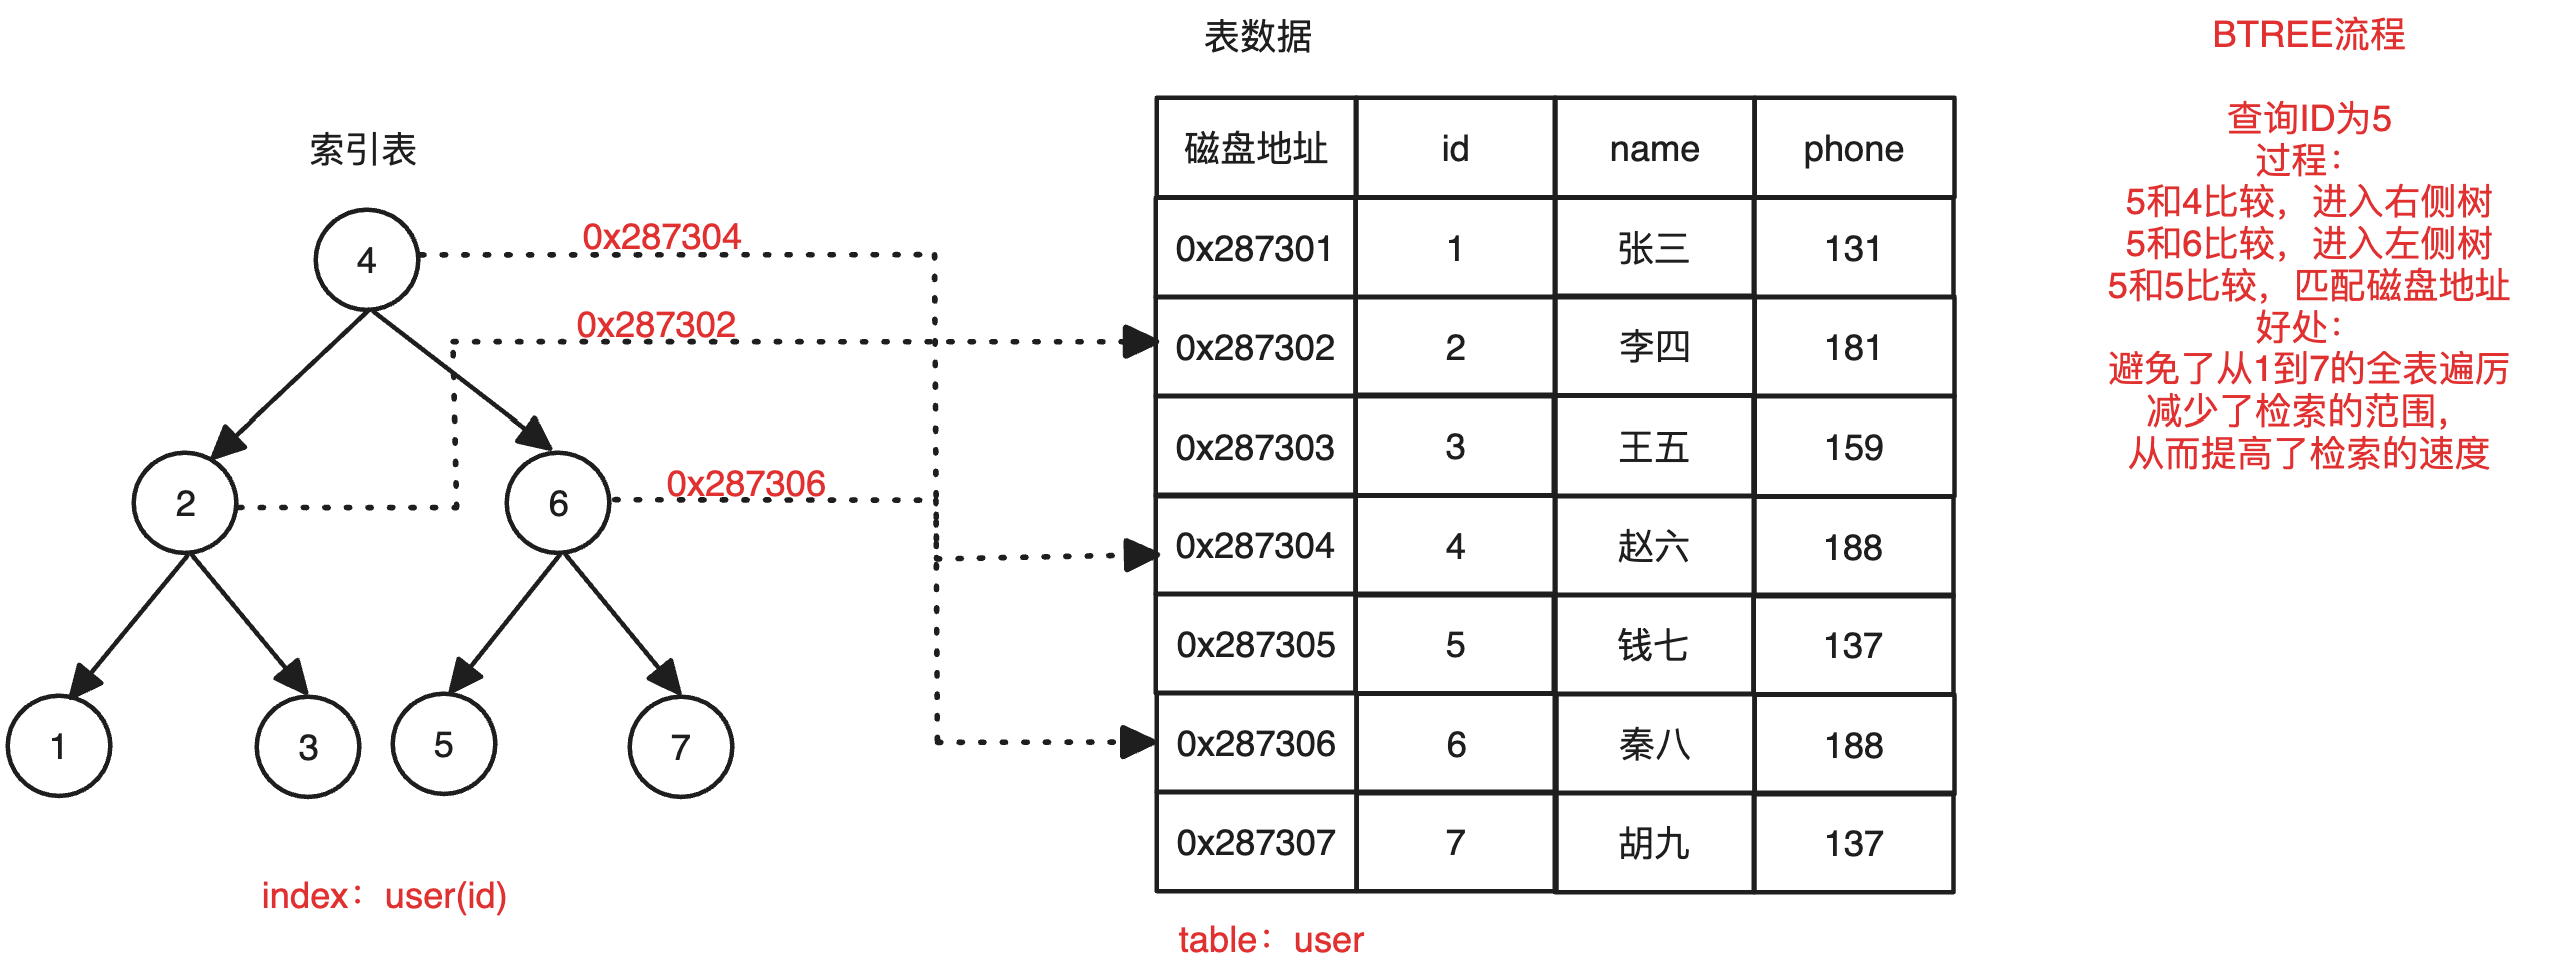 表数据
BTREE流程
索引表
4
2
6
1
3
5
7
0x287304
0x287302
0x287306
index：user(id)
磁盘地址 id name phone
0x287301 1 张三 131
0x287302 2 李四 181
0x287303 3 王五 159
0x287304 4 赵六 188
0x287305 5 钱七 137
0x287306 6 秦八 188
0x287307 7 胡九 137
table：user
查询ID为5
过程：
5和4比较，进入右侧树
5和6比较，进入左侧树
5和5比较，匹配磁盘地址
好处：
避免了从1到7的全表遍厉
减少了检索的范围，
从而提高了检索的速度